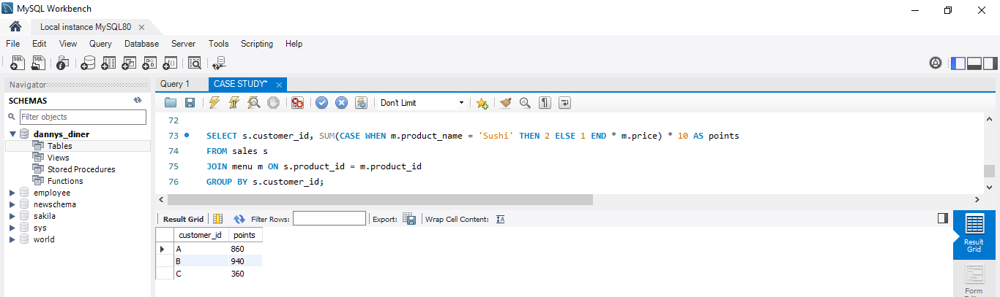 MySQL Workbench
Local instance MySQL80
File Edit View Query Database Server Tools Scripting Help
Navigator
SCHEMAS
Filter objects
dannys_diner
Tables
Views
Stored Procedures
Functions
employee
newschema
sakila
sys
world
Query 1 CASE STUDY*
Don't Limit
72
73 SELECT s.customer_id, SUM(CASE WHEN m.product_name = 'Sushi' THEN 2 ELSE 1 END * m.price) * 10 AS points
74 FROM sales s
75 JOIN menu m ON s.product_id = m.product_id
76 GROUP BY s.customer_id;
Result Grid Filter Rows: Export: Wrap Cell Content:
customer_id points
A 860
B 940
C 360
Result
Grid
Form